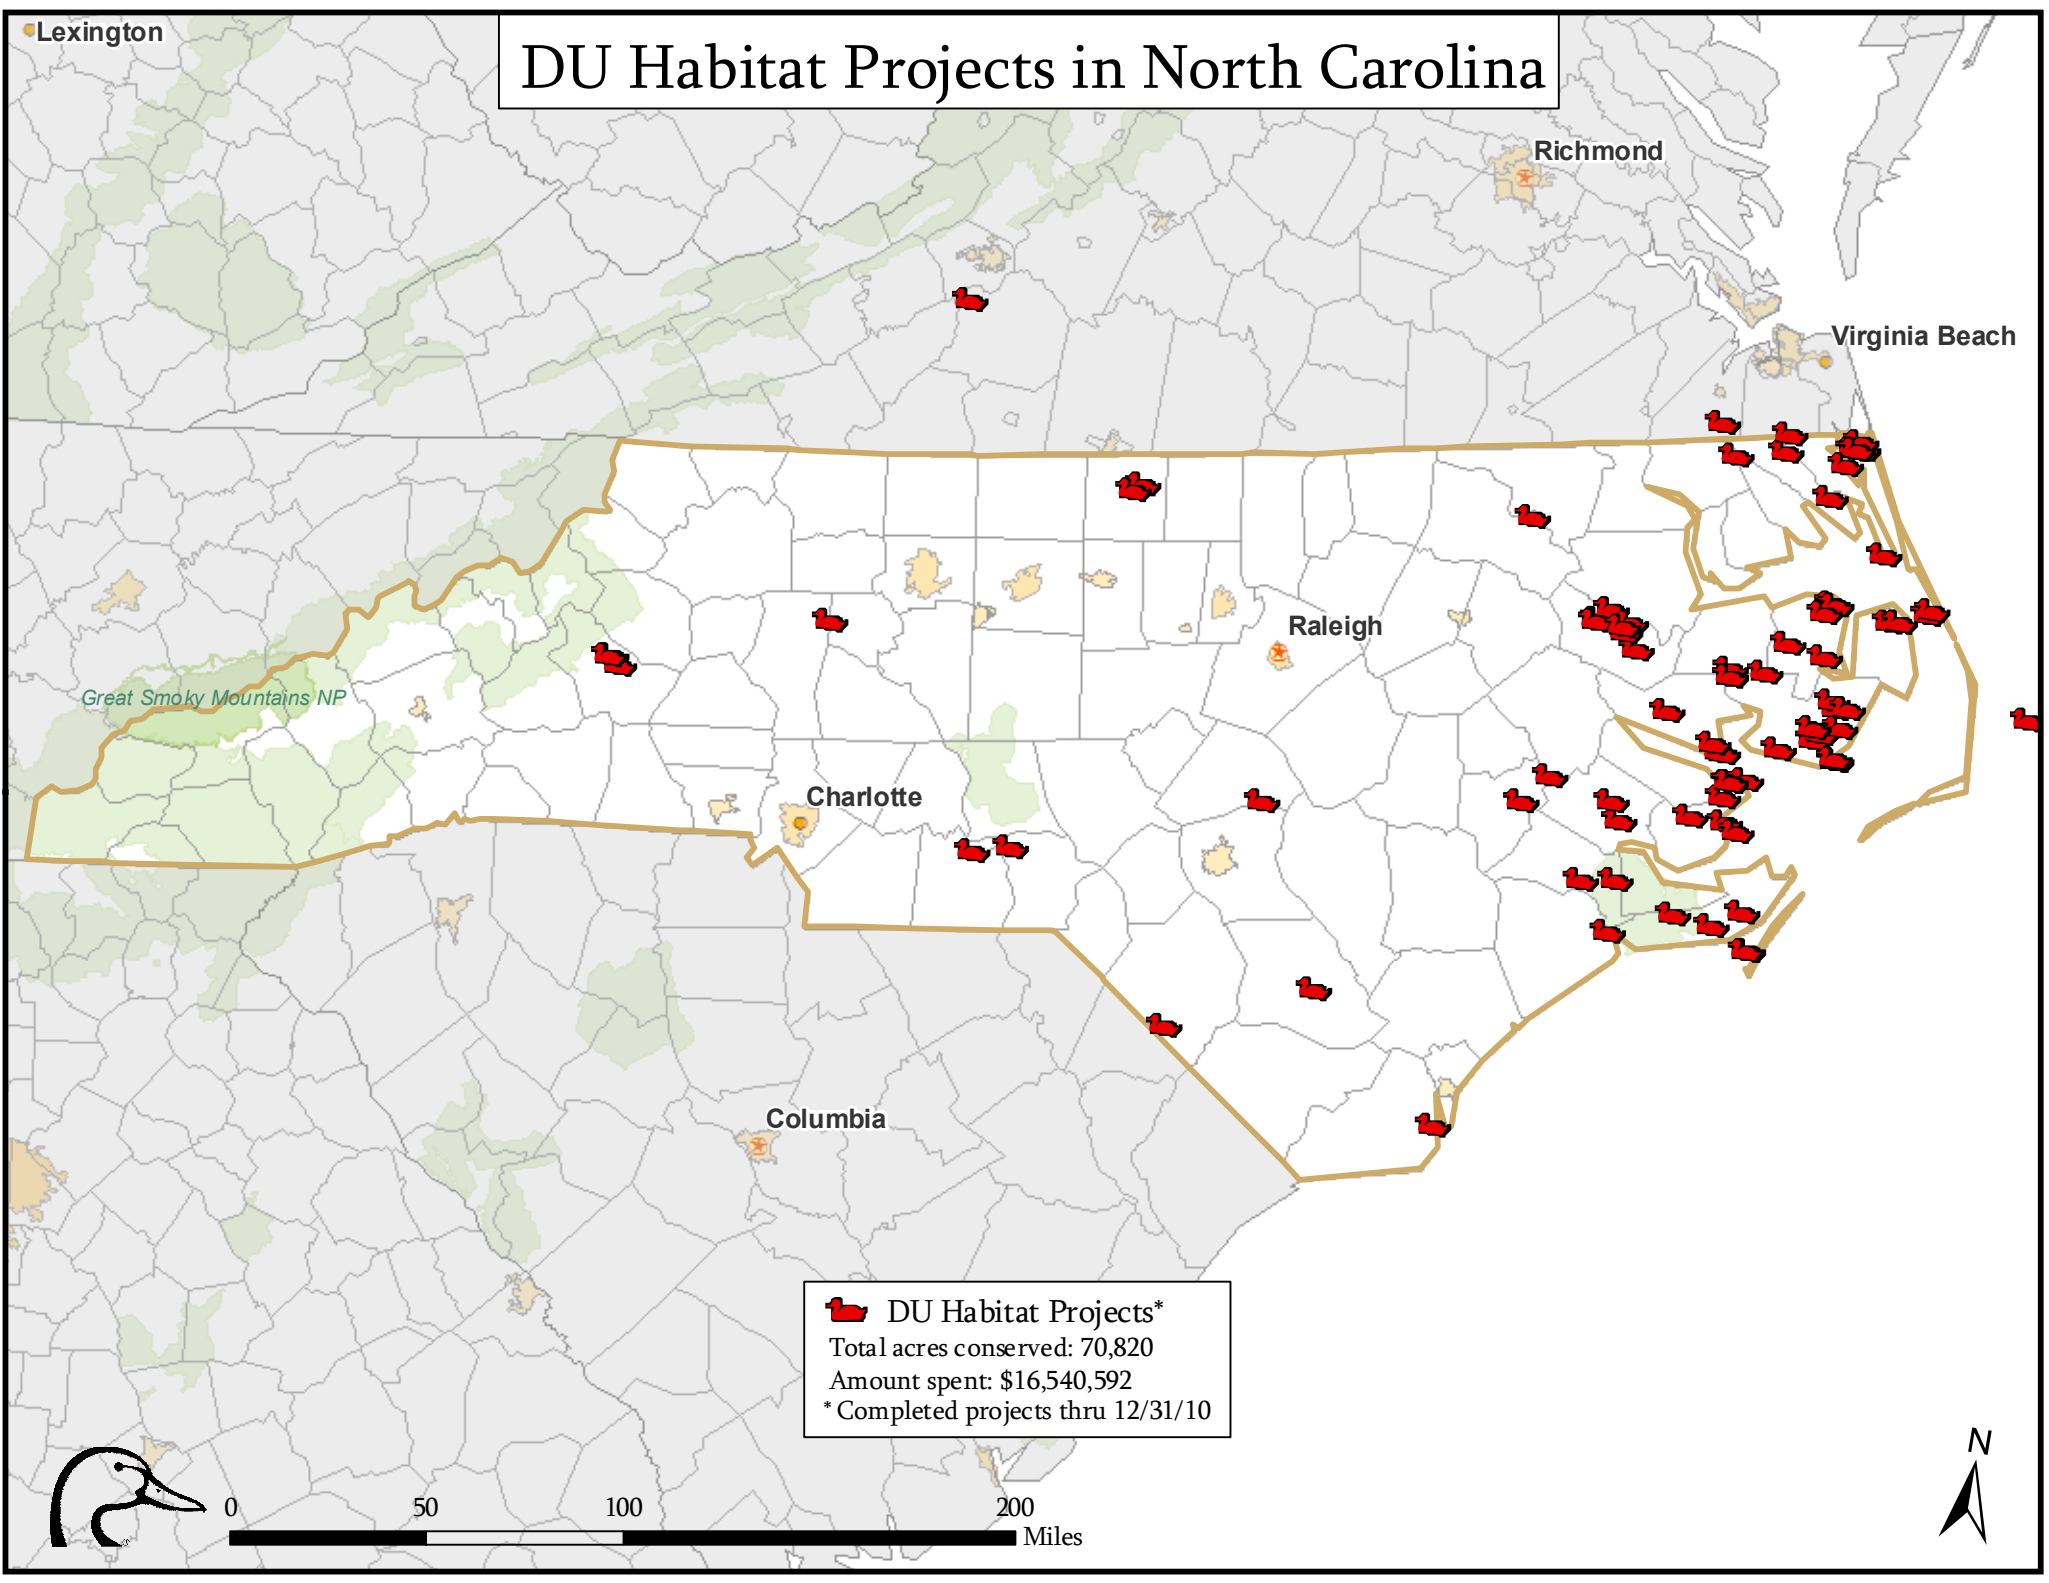 Lexington
DU Habitat Projects in North Carolina
Richmond
Virginia Beach
Raleigh
Great Smoky Mountains NP
Charlotte
Columbia
DU Habitat Projects*
Total acres conserved: 70,820
Amount spent: $16,540,592
* Completed projects thru 12/31/10
N
0 50 100 200
Miles